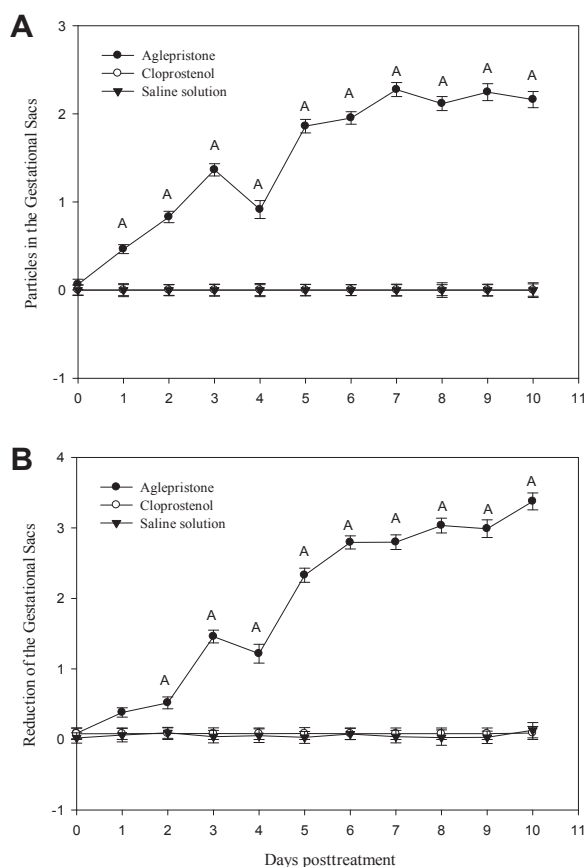 A
3
2
1
0
-1
Particles in the Gestational Sacs
Aglepristone
Cloprostenol
Saline solution
A
A
A
A
A
A
A
A
A
A
0 1 2 3 4 5 6 7 8 9 10 11
B
4
3
2
1
0
-1
Reduction of the Gestational Sacs
Aglepristone
Cloprostenol
Saline solution
A
A
A
A
A
A
A
A
A
0 1 2 3 4 5 6 7 8 9 10 11
Days posttreatment